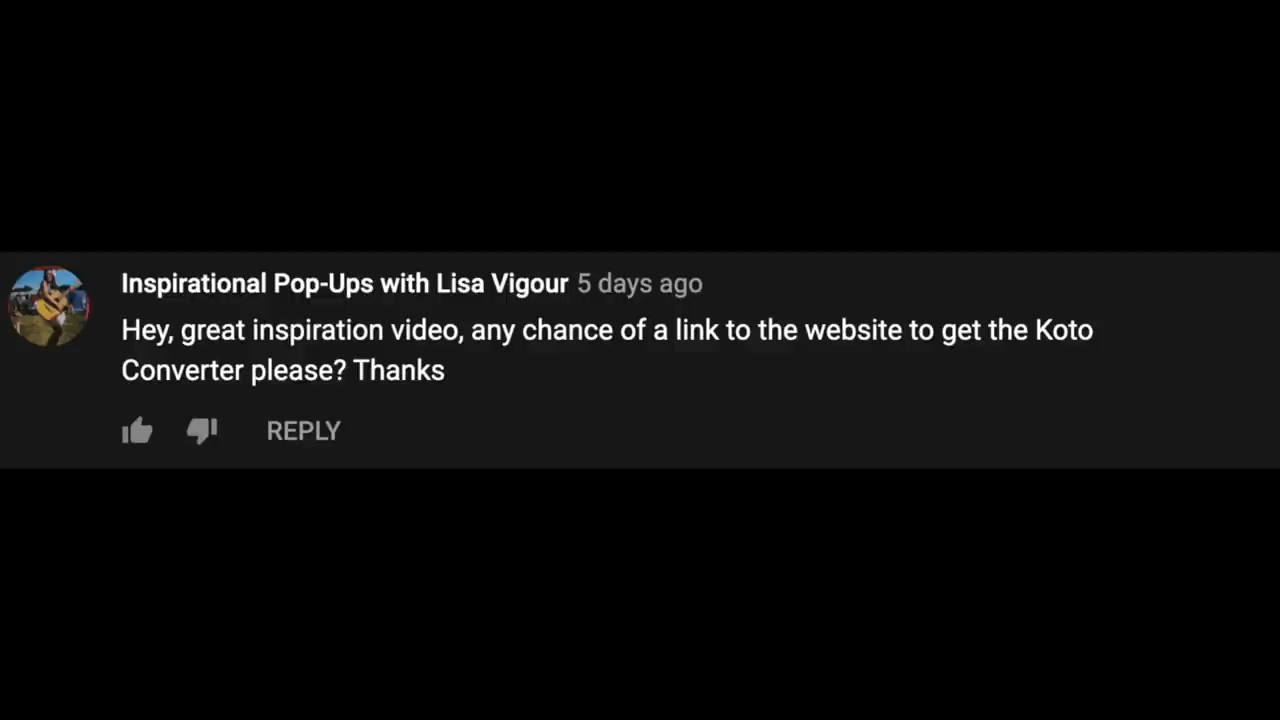 Inspirational Pop-Ups with Lisa Vigour 5 days ago
Hey, great inspiration video, any chance of a link to the website to get the Koto
Converter please? Thanks
REPLY